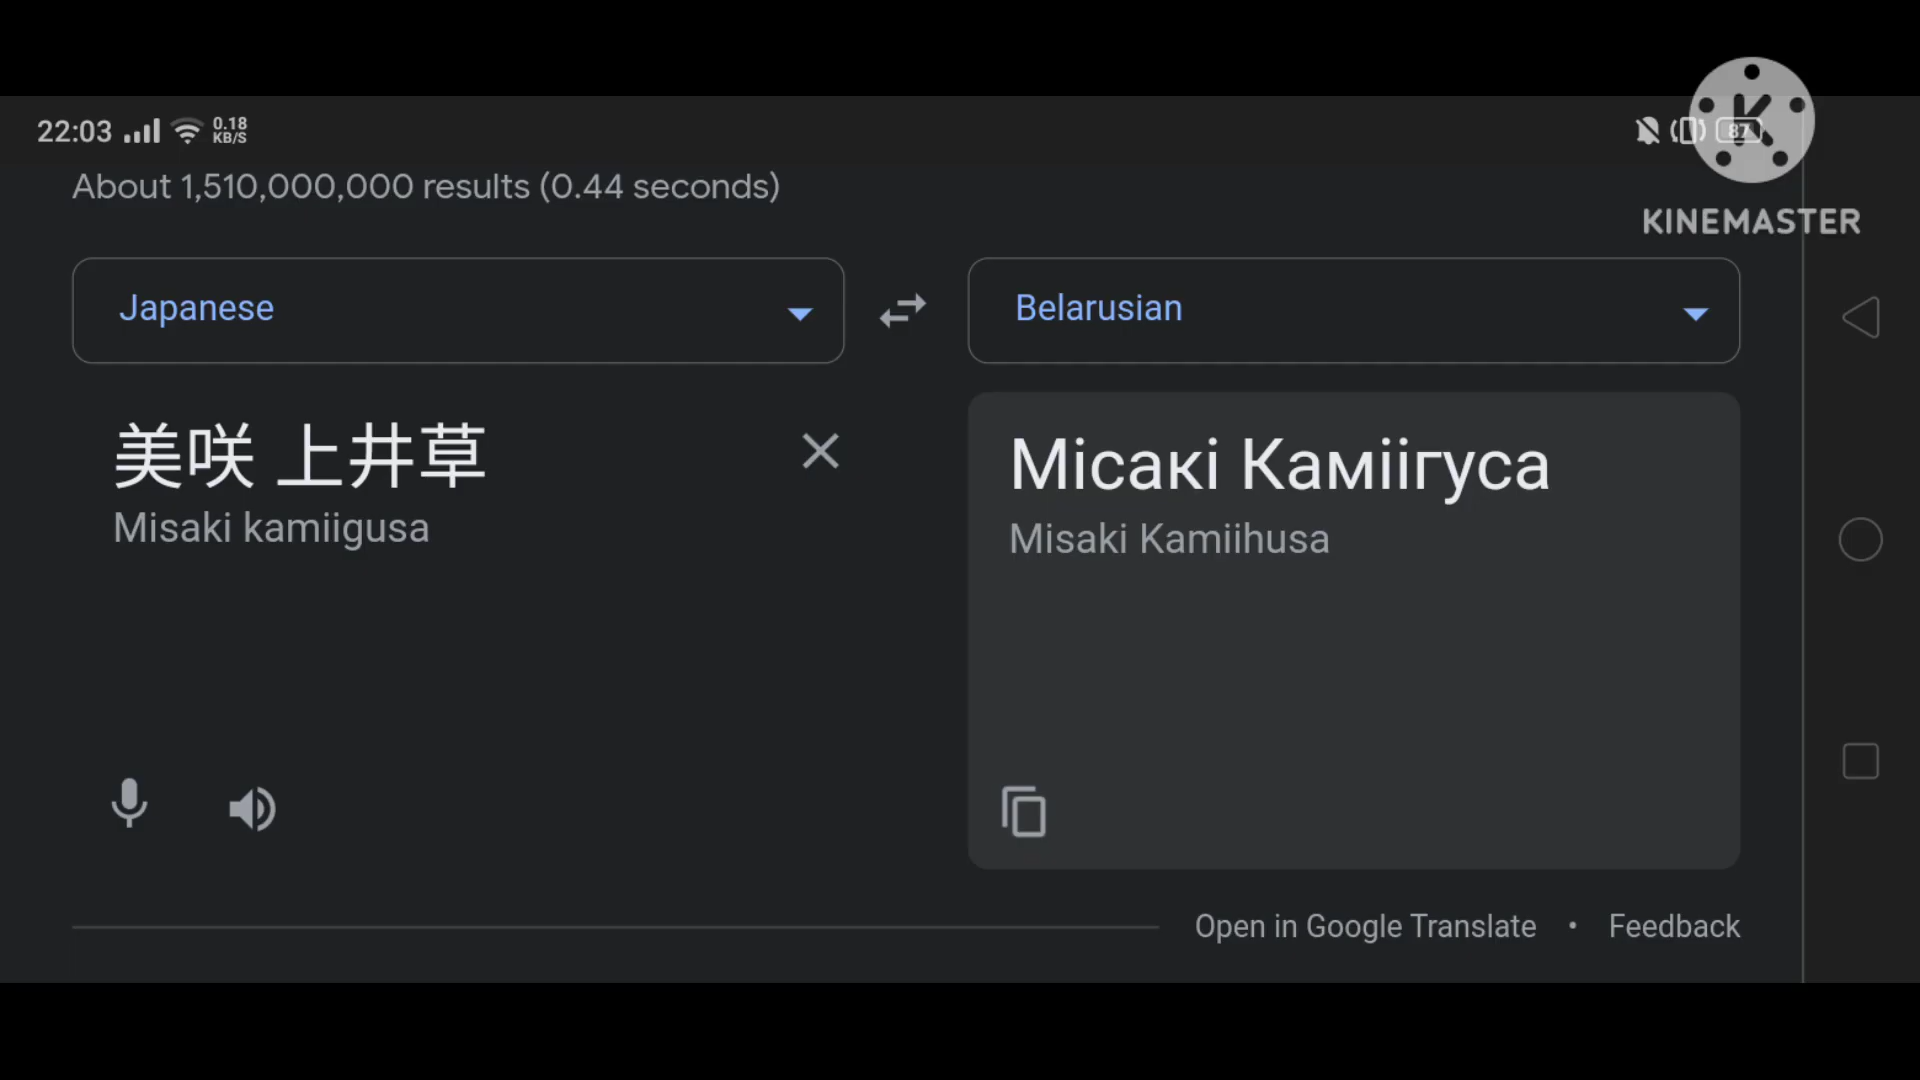 22:03 0.18 KB/S 87
About 1,510,000,000 results (0.44 seconds)
KINEMASTER
Japanese
Belarusian
美咲 上井草
Misaki kamiigusa
Місакі Каміігуса
Misaki Kamiihusa
Open in Google Translate • Feedback